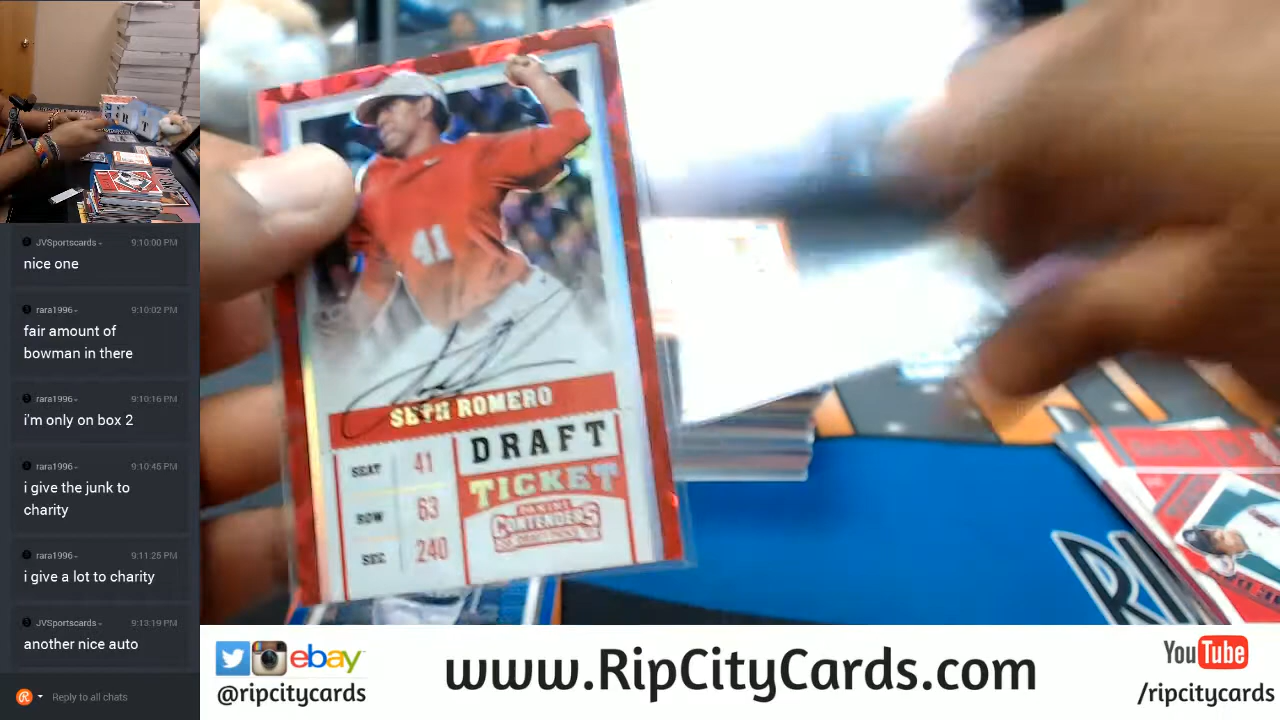 JVSportscards
9:10:00 PM
nice one
rara1996
9:10:02 PM
fair amount of
bowman in there
rara1996
9:10:16 PM
i'm only on box 2
rara1996
9:10:45 PM
i give the junk to
charity
rara1996
9:11:25 PM
i give a lot to charity
JVSportscards
9:13:19 PM
another nice auto
Reply to all chats
41
SETH ROMERO
SEAT 41
ROW 63
SEC 240
DRAFT
TICKET
PANINI
CONTENDERS
RI
ebay
@ripcitycards
www.RipCityCards.com
YouTube
/ripcitycards